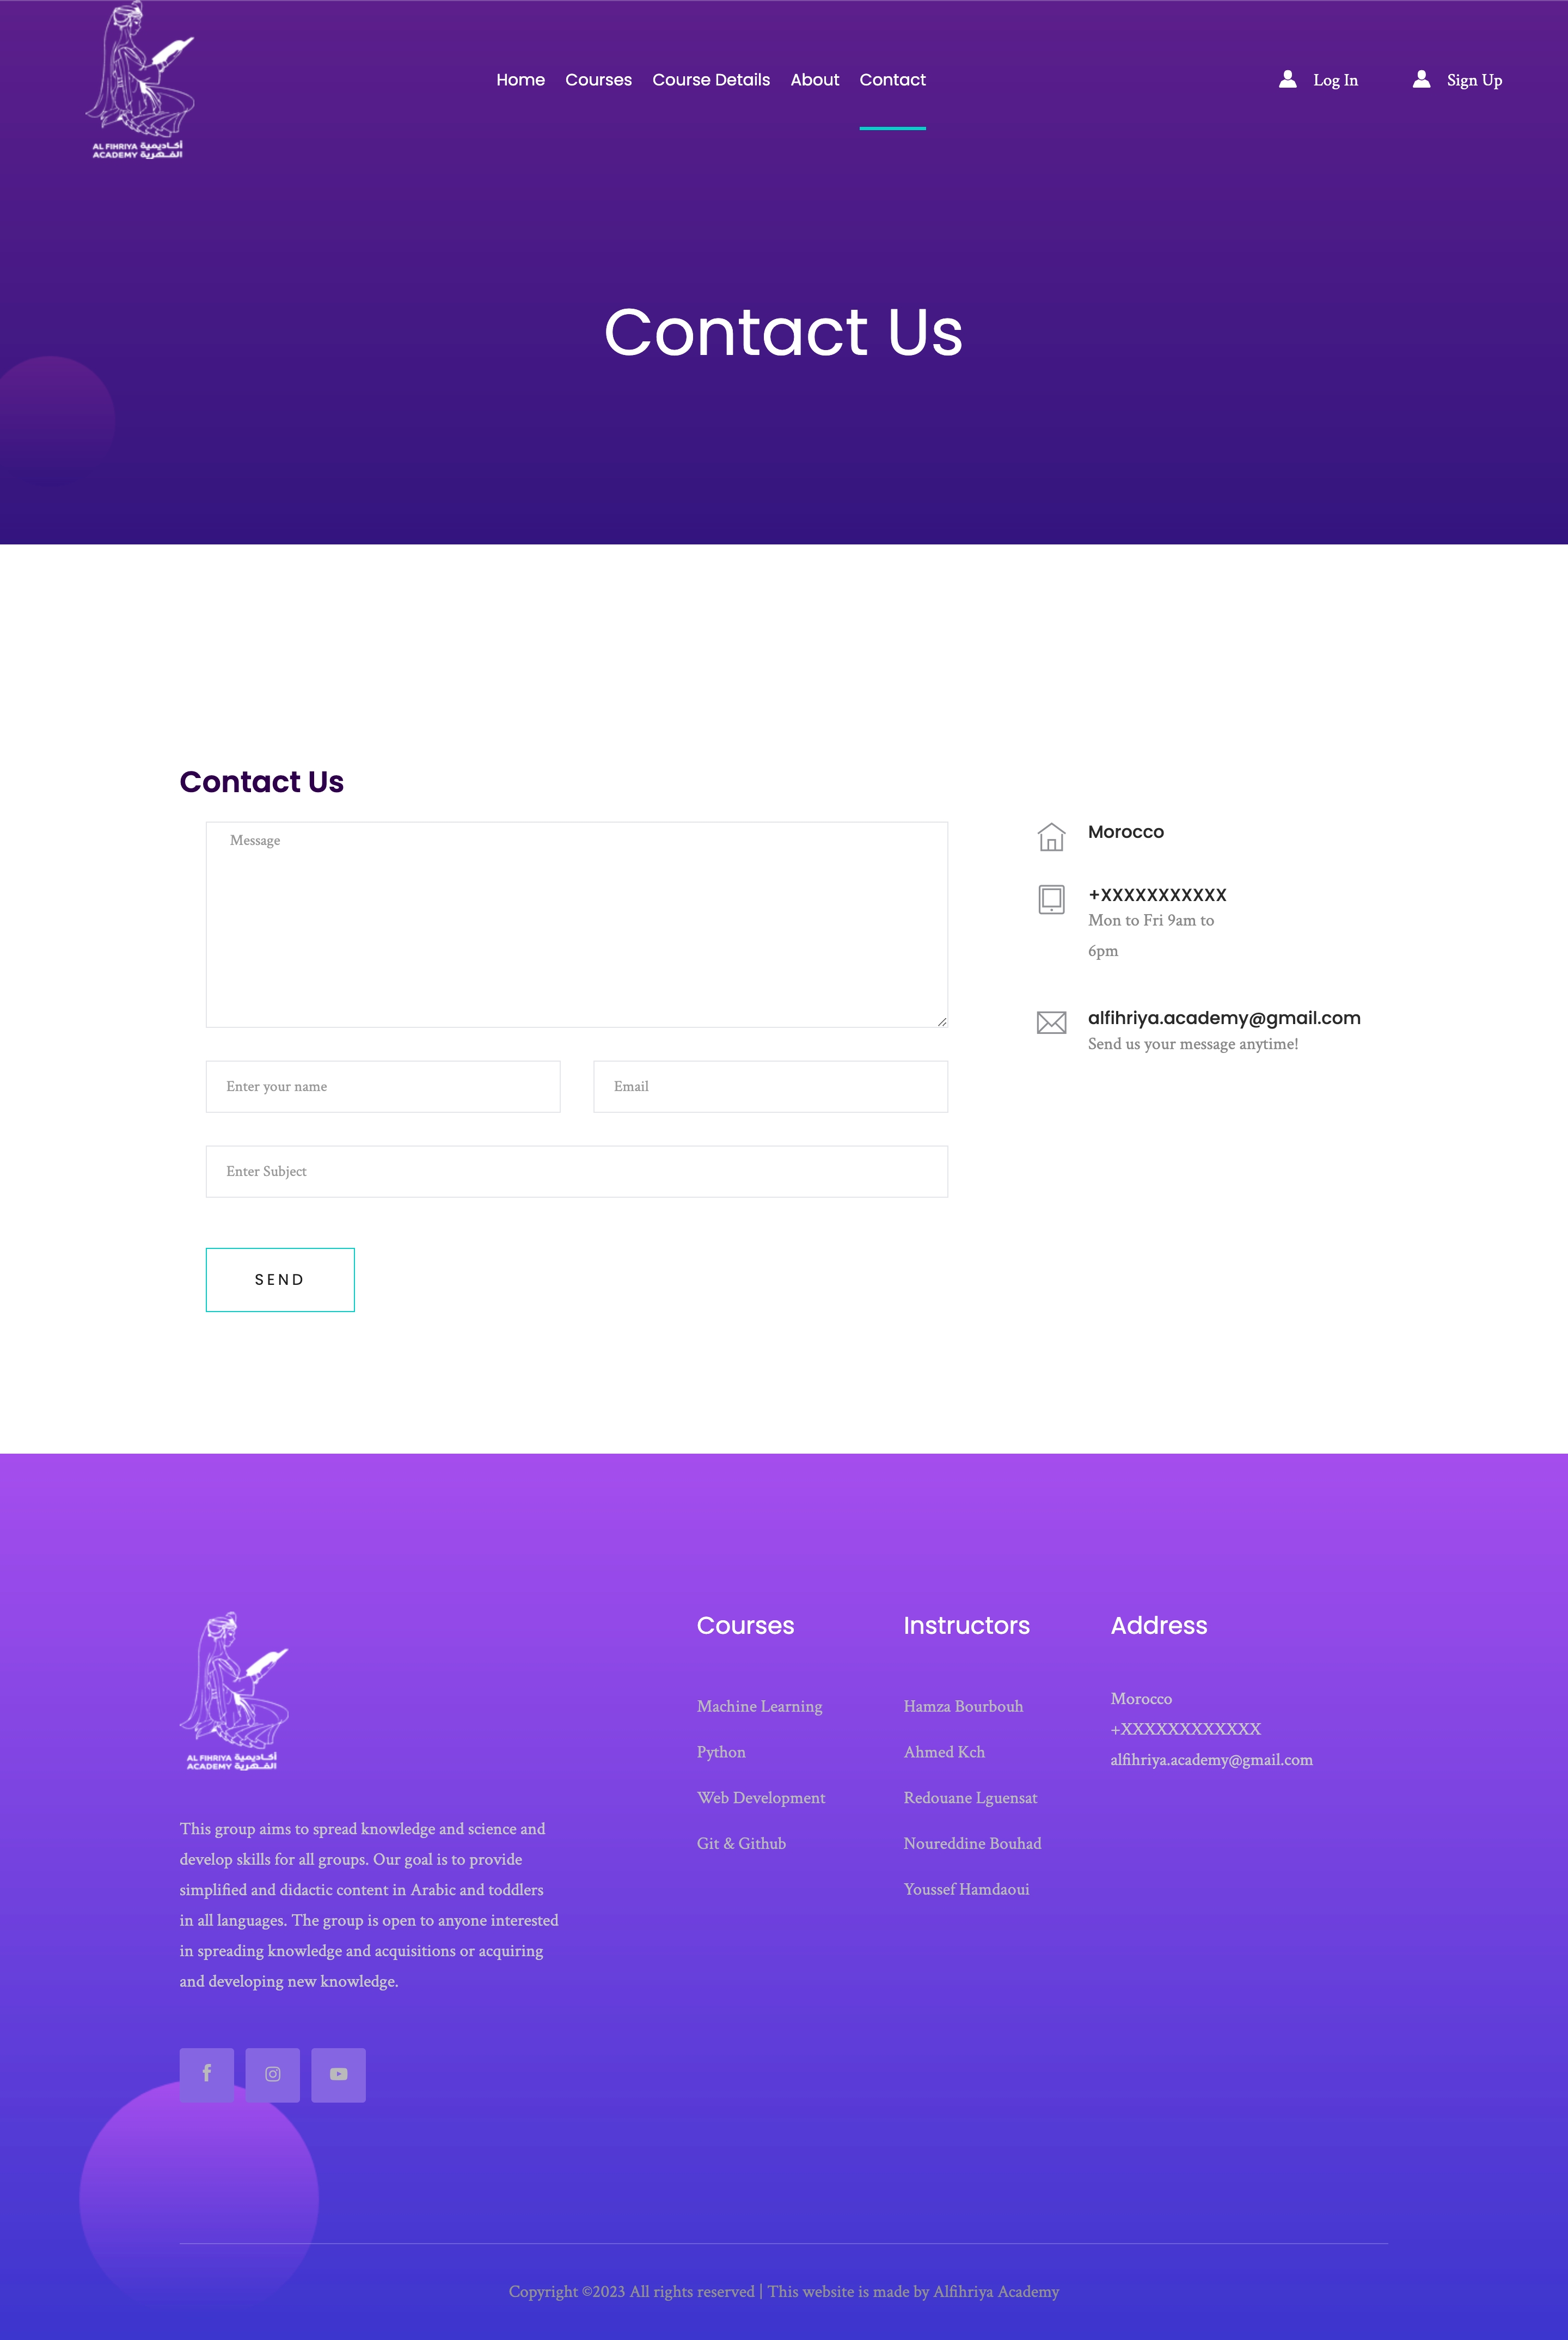 AL FIHRIYA أكاديمية
ACADEMY الفهرية
Home Courses Course Details About Contact
Log In Sign Up
Contact Us
Contact Us
Message
Enter your name
Email
Enter Subject
SEND
Morocco
+XXXXXXXXXXX
Mon to Fri 9am to
6pm
alfihriya.academy@gmail.com
Send us your message anytime!
AL FIHRIYA أكاديمية
ACADEMY الفهرية
This group aims to spread knowledge and science and
develop skills for all groups. Our goal is to provide
simplified and didactic content in Arabic and toddlers
in all languages. The group is open to anyone interested
in spreading knowledge and acquisitions or acquiring
and developing new knowledge.
Courses
Machine Learning
Python
Web Development
Git & Github
Instructors
Hamza Bourbouh
Ahmed Kch
Redouane Lguensat
Noureddine Bouhad
Youssef Hamdaoui
Address
Morocco
+XXXXXXXXXXXX
alfihriya.academy@gmail.com
Copyright ©2023 All rights reserved | This website is made by Alfihriya Academy